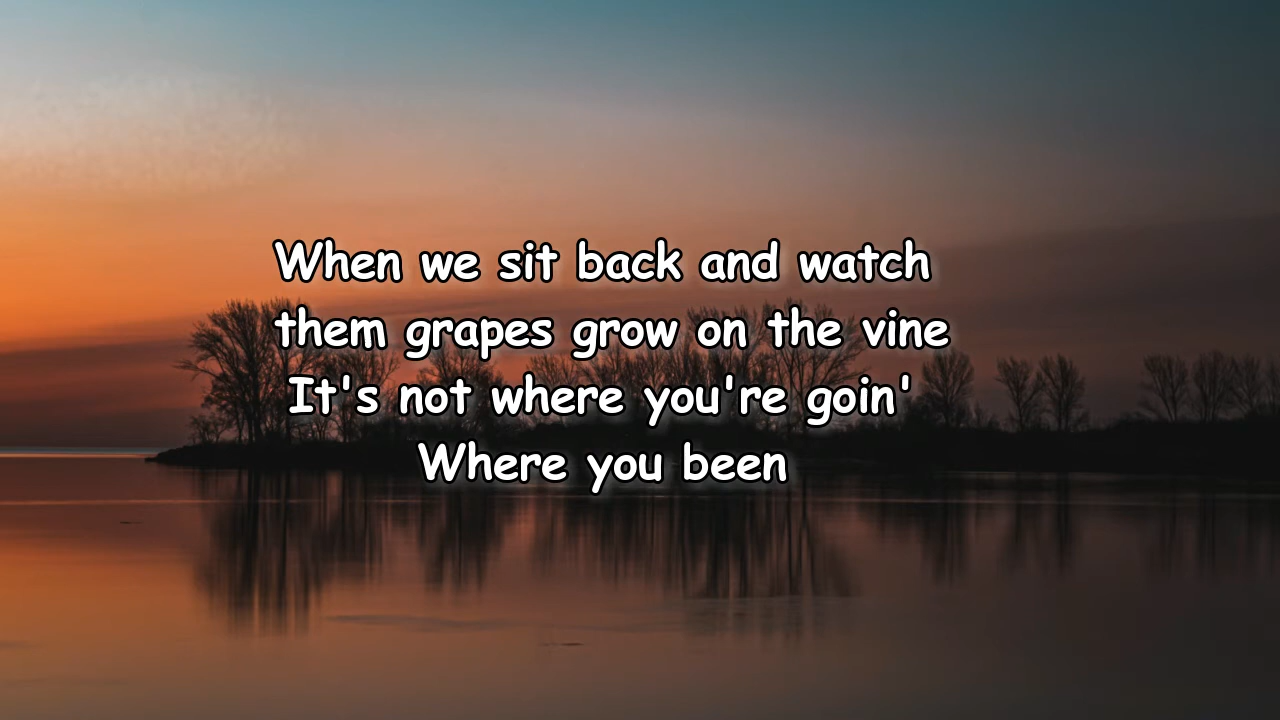 When we sit back and watch
them grapes grow on the vine
It's not where you're goin'
Where you been